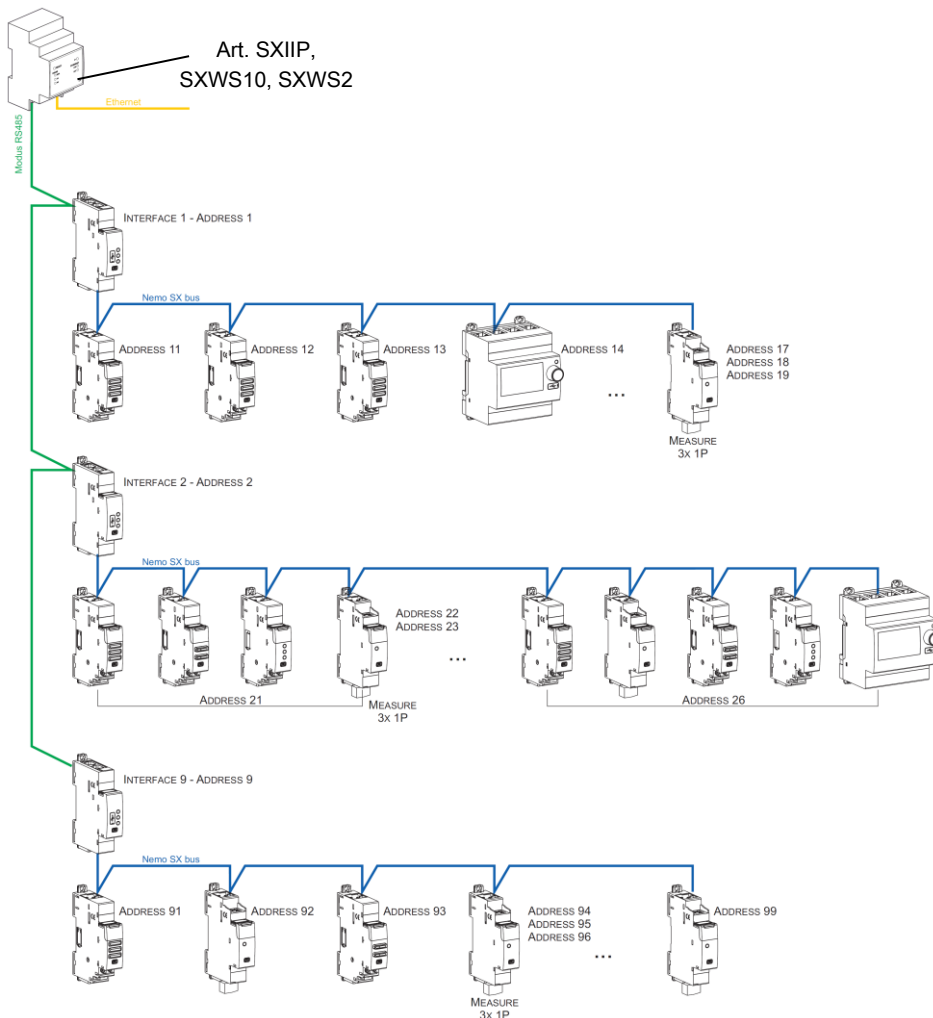 Art. SXIIP,
SXWS10, SXWS2
Ethernet
Modus RS485
INTERFACE 1 - ADDRESS 1
Nemo SX bus
ADDRESS 11
ADDRESS 12
ADDRESS 13
ADDRESS 14
ADDRESS 17
ADDRESS 18
ADDRESS 19
...
MEASURE
3X 1P
INTERFACE 2 - ADDRESS 2
Nemo SX bus
ADDRESS 22
ADDRESS 23
...
ADDRESS 21
MEASURE
3X 1P
ADDRESS 26
INTERFACE 9 - ADDRESS 9
Nemo SX bus
ADDRESS 91
ADDRESS 92
ADDRESS 93
ADDRESS 94
ADDRESS 95
ADDRESS 96
ADDRESS 99
...
MEASURE
3X 1P